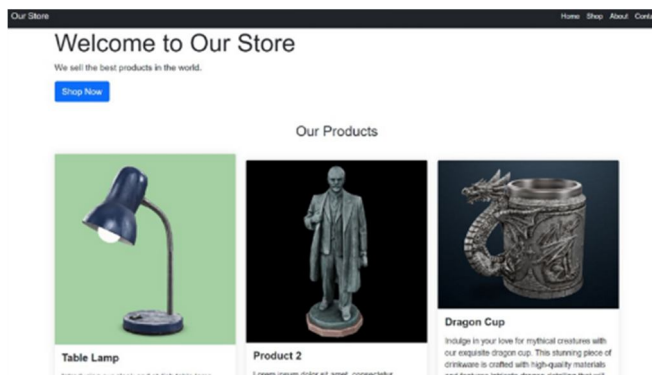 Our Store
Home Shop About
Welcome to Our Store
We sell the best products in the world.
Shop Now
Our Products
Table Lamp
Product 2
Lorem ipsum dolor sit amet, consectetur
Dragon Cup
Indulge in your love for mythical creatures with
our exquisite dragon cup. This stunning piece of
drinkware is crafted with high-quality materials